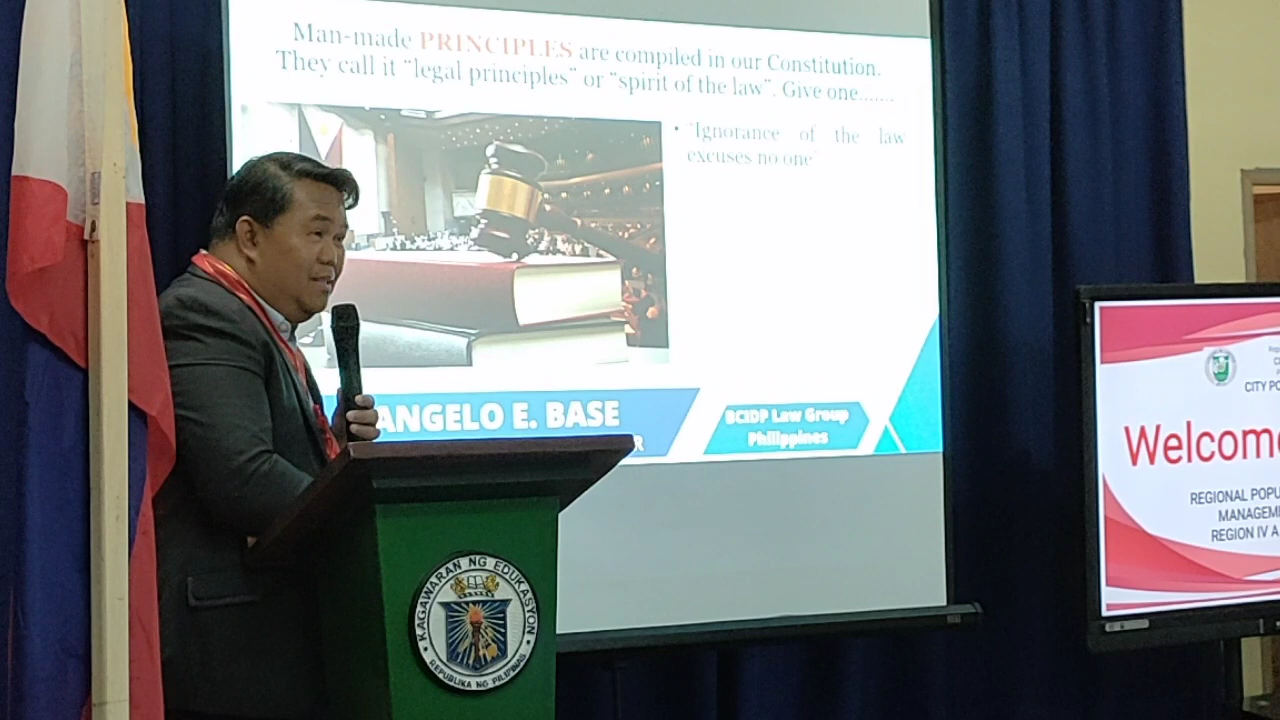 Man-made PRINCIPLES are compiled in our Constitution.
They call it “legal principles” or “spirit of the law”. Give one.......
• 'Ignorance of the law
excuses no one'
ANGELO E. BASE
BCIDP Law Group
Philippines
KAGAWARAN NG EDUKASYON
REPUBLIKA NG PILIPINAS
CITY PO
Welcome
REGIONAL POPU
MANAGEM
REGION IV A